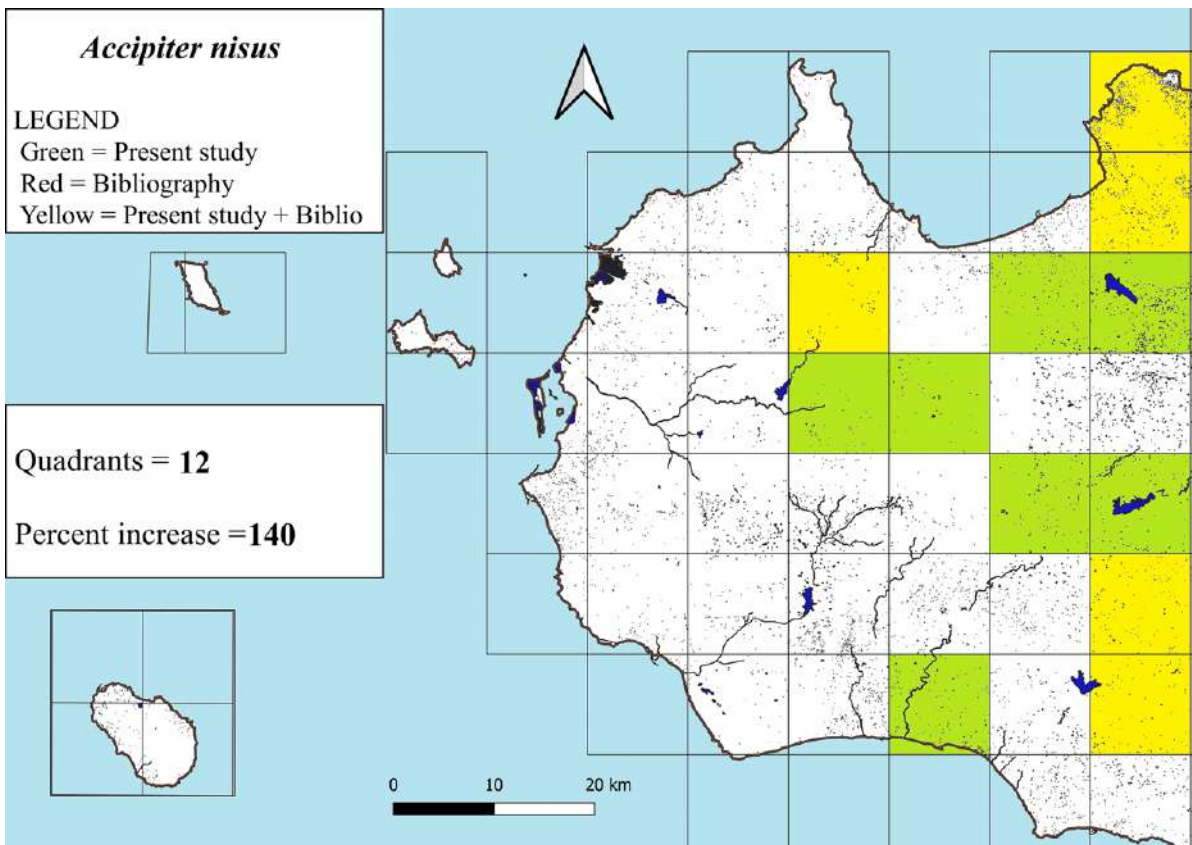 Accipiter nisus
LEGEND
Green = Present study
Red = Bibliography
Yellow = Present study + Biblio
Quadrants = 12
Percent increase =140
0 10 20 km